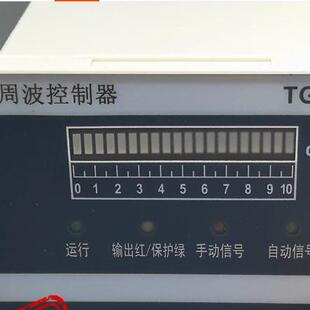 周波控制器 TG
0 1 2 3 4 5 6 7 8 9 10
运行 输出红/保护绿 手动信号 自动信号